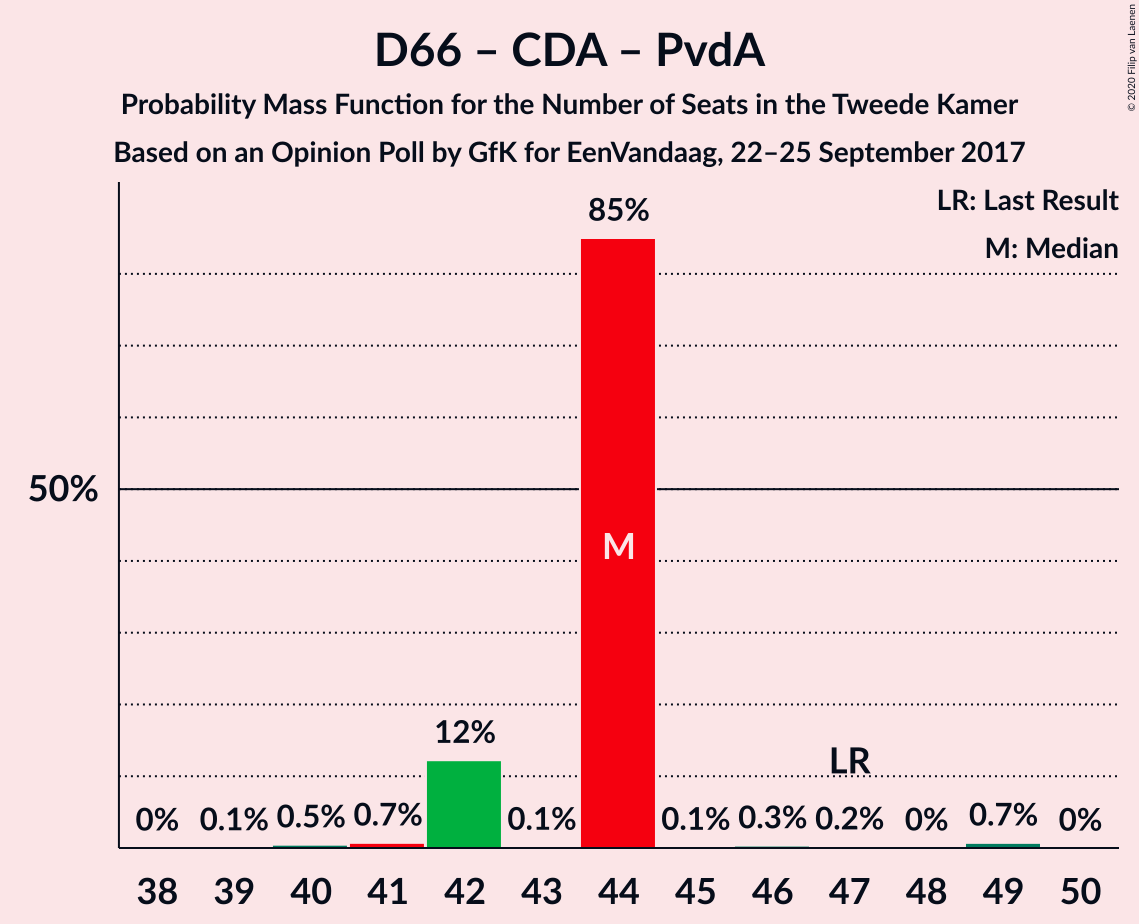 D66 – CDA – PvdA
Probability Mass Function for the Number of Seats in the Tweede Kamer
Based on an Opinion Poll by GfK for EenVandaag, 22–25 September 2017
© 2020 Filip van Laenen
LR: Last Result
M: Median
85%
50%
M
12%
LR
0% 0.1% 0.5% 0.7% 0.1% 0.1% 0.3% 0.2% 0% 0.7% 0%
38 39 40 41 42 43 44 45 46 47 48 49 50